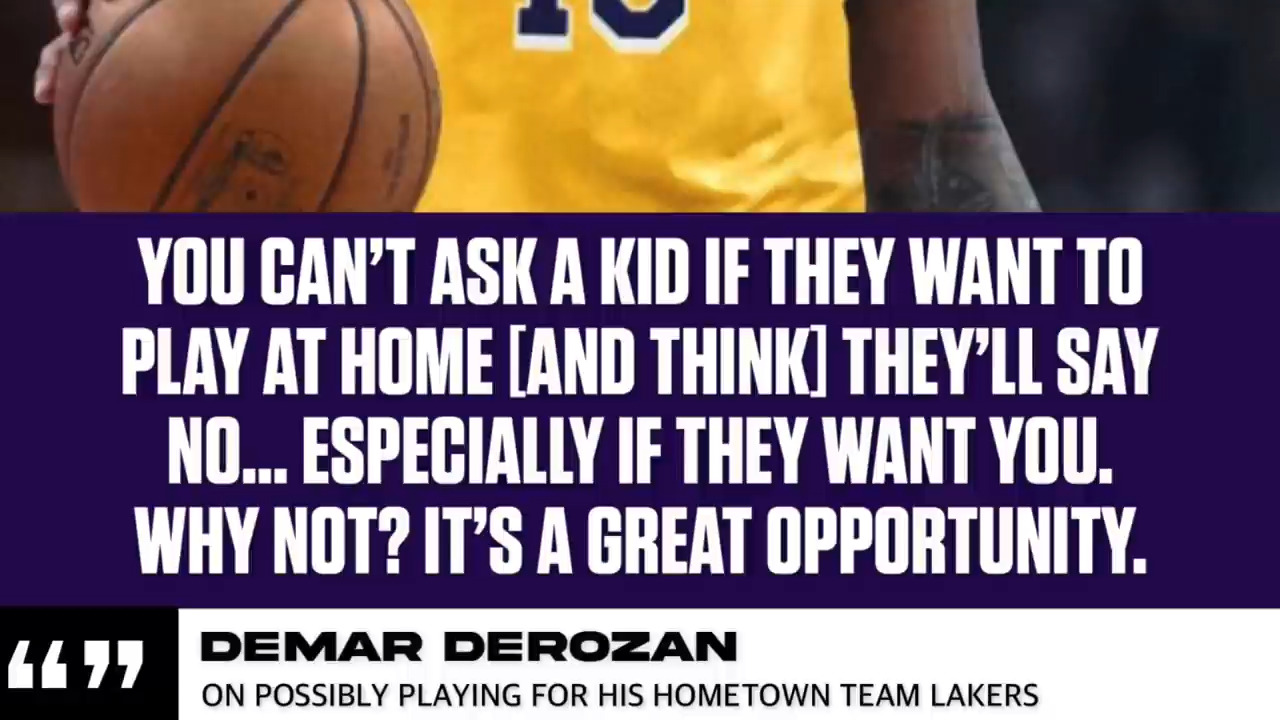 10
YOU CAN'T ASK A KID IF THEY WANT TO
PLAY AT HOME [AND THINK] THEY'LL SAY
NO... ESPECIALLY IF THEY WANT YOU.
WHY NOT? IT'S A GREAT OPPORTUNITY.
“”
DEMAR DEROZAN
ON POSSIBLY PLAYING FOR HIS HOMETOWN TEAM LAKERS